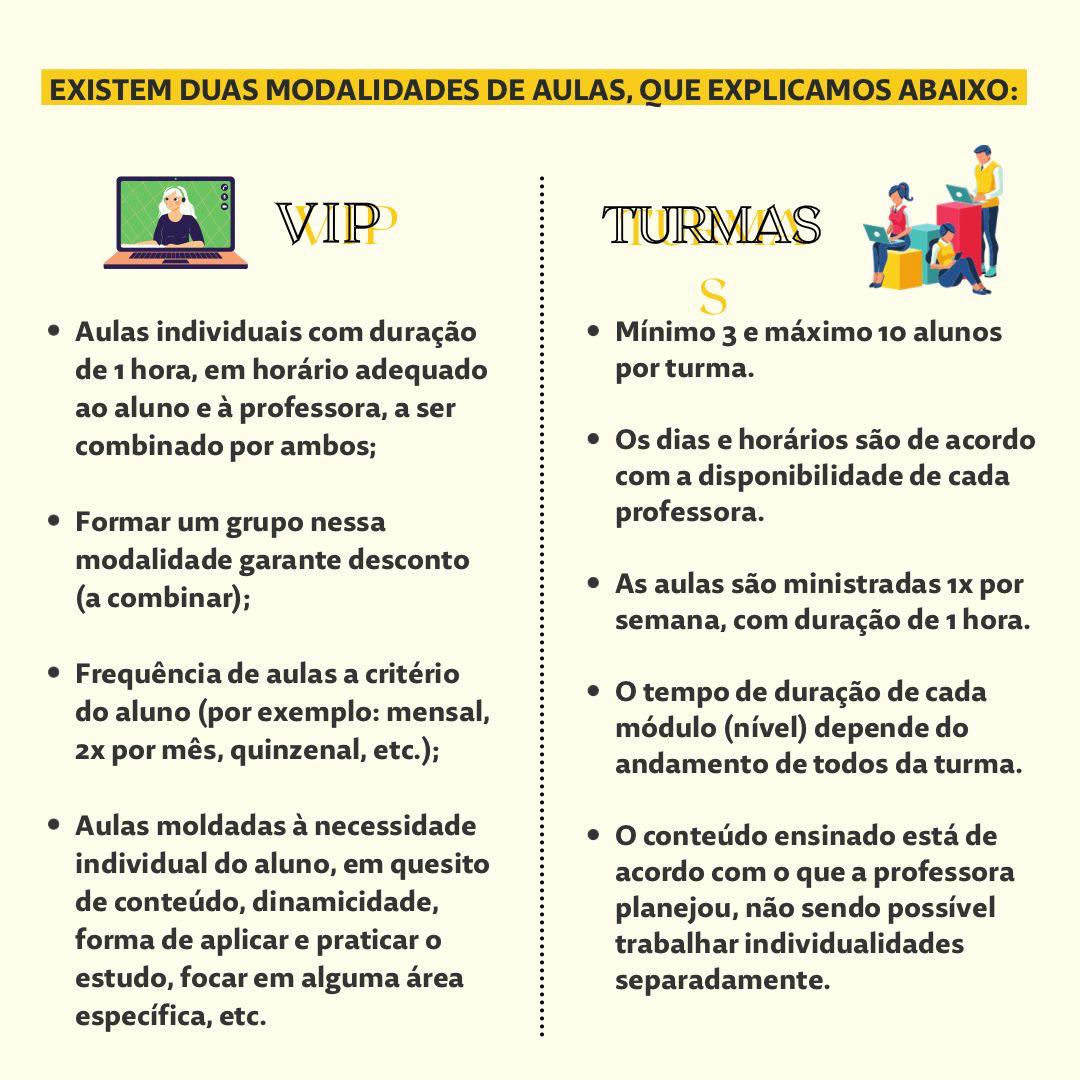 EXISTEM DUAS MODALIDADES DE AULAS, QUE EXPLICAMOS ABAIXO:
VIP
• Aulas individuais com duração
de 1 hora, em horário adequado
ao aluno e à professora, a ser
combinado por ambos;
• Formar um grupo nessa
modalidade garante desconto
(a combinar);
• Frequência de aulas a critério
do aluno (por exemplo: mensal,
2x por mês, quinzenal, etc.);
• Aulas moldadas à necessidade
individual do aluno, em quesito
de conteúdo, dinamicidade,
forma de aplicar e praticar o
estudo, focar em alguma área
específica, etc.
TURMAS
S
• Mínimo 3 e máximo 10 alunos
por turma.
• Os dias e horários são de acordo
com a disponibilidade de cada
professora.
• As aulas são ministradas 1x por
semana, com duração de 1 hora.
• O tempo de duração de cada
módulo (nível) depende do
andamento de todos da turma.
• O conteúdo ensinado está de
acordo com o que a professora
planejou, não sendo possível
trabalhar individualidades
separadamente.